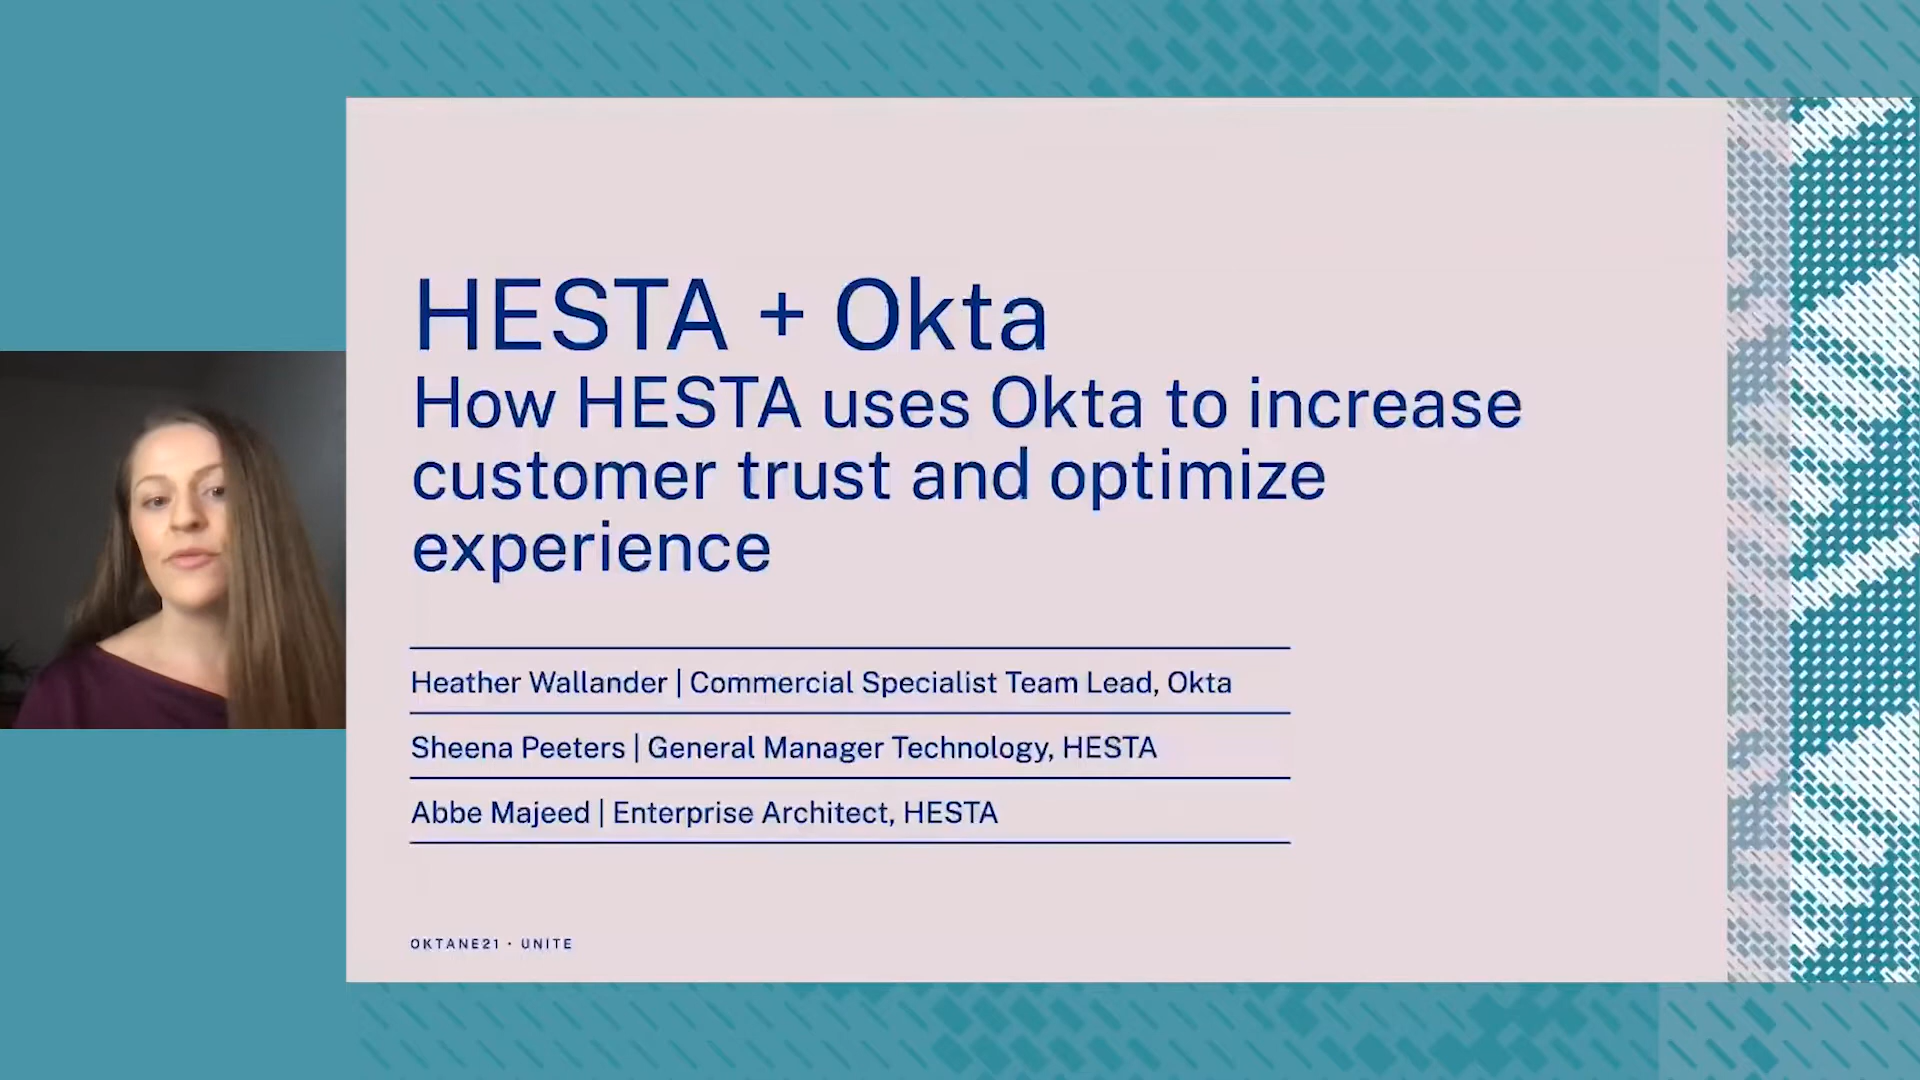 HESTA + Okta
How HESTA uses Okta to increase
customer trust and optimize
experience
Heather Wallander | Commercial Specialist Team Lead, Okta
Sheena Peeters | General Manager Technology, HESTA
Abbe Majeed | Enterprise Architect, HESTA
OKTANE21 · UNITE